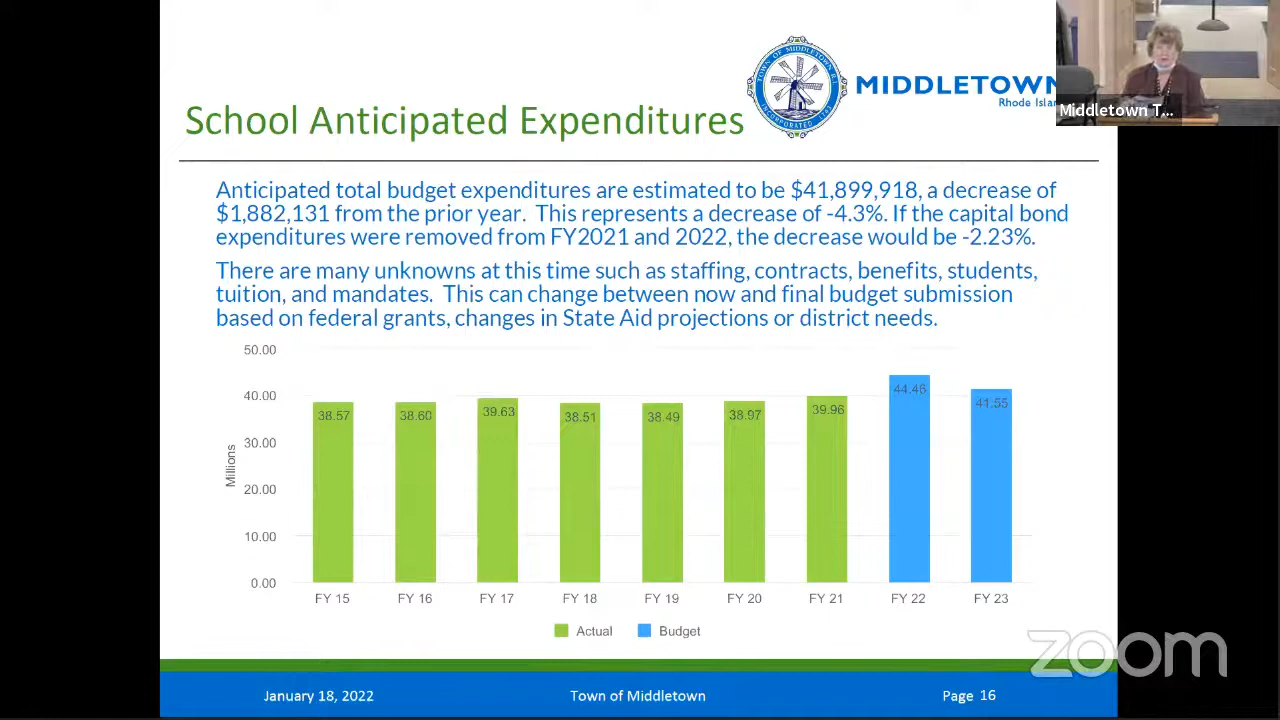 TOWN OF MIDDLETOWN, R.I.
INCORPORATED 1743
MIDDLETOWN
Rhode Islan
Middletown T...
School Anticipated Expenditures
Anticipated total budget expenditures are estimated to be $41,899,918, a decrease of
$1,882,131 from the prior year. This represents a decrease of -4.3%. If the capital bond
expenditures were removed from FY2021 and 2022, the decrease would be -2.23%.
There are many unknowns at this time such as staffing, contracts, benefits, students,
tuition, and mandates. This can change between now and final budget submission
based on federal grants, changes in State Aid projections or district needs.
50.00
40.00
30.00
20.00
10.00
0.00
Millions
38.57
38.60
39.63
38.51
38.49
38.97
39.96
44.46
41.55
FY 15
FY 16
FY 17
FY 18
FY 19
FY 20
FY 21
FY 22
FY 23
Actual
Budget
zoom
January 18, 2022
Town of Middletown
Page 16